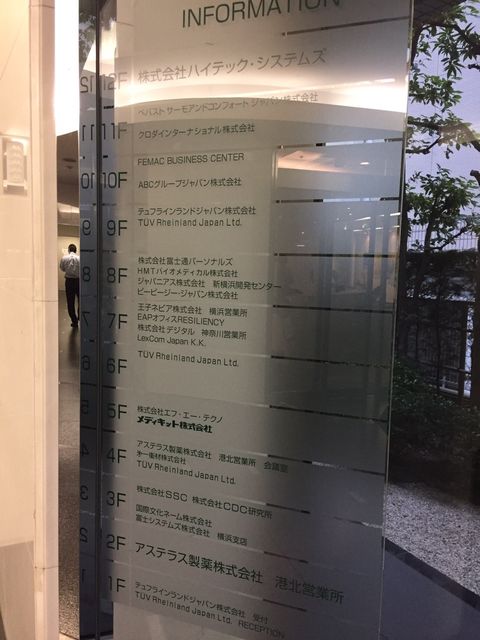 INFORMATION
12F 株式会社ハイテック・システムズ
ベバスト サーモアンドコンフォート ジャパン株式会社
11F クロダインターナショナル株式会社
FEMAC BUSINESS CENTER
10F ABCグループジャパン株式会社
テュフラインランドジャパン株式会社
9F TÜV Rheinland Japan Ltd.
株式会社富士通パーソナルズ
HMTバイオメディカル株式会社
8F ジャパニアス株式会社 新横浜開発センター
ピーピージー・ジャパン株式会社
王子ネピア株式会社 横浜営業所
7F EAPオフィスRESILIENCY
株式会社デジタル 神奈川営業所
LexCom Japan K.K.
6F TÜV Rheinland Japan Ltd.
株式会社エフ・エー・テクノ
5F メディキット株式会社
アステラス製薬株式会社 港北営業所 会議室
4F 第一衛材株式会社
TÜV Rheinland Japan Ltd.
3F 株式会社SSC 株式会社CDC研究所
国際文化ネーム株式会社
富士システムズ株式会社 横浜支店
2F アステラス製薬株式会社 港北営業所
1F テュフラインランドジャパン株式会社 受付
TÜV Rheinland Japan Ltd. RECEPTION